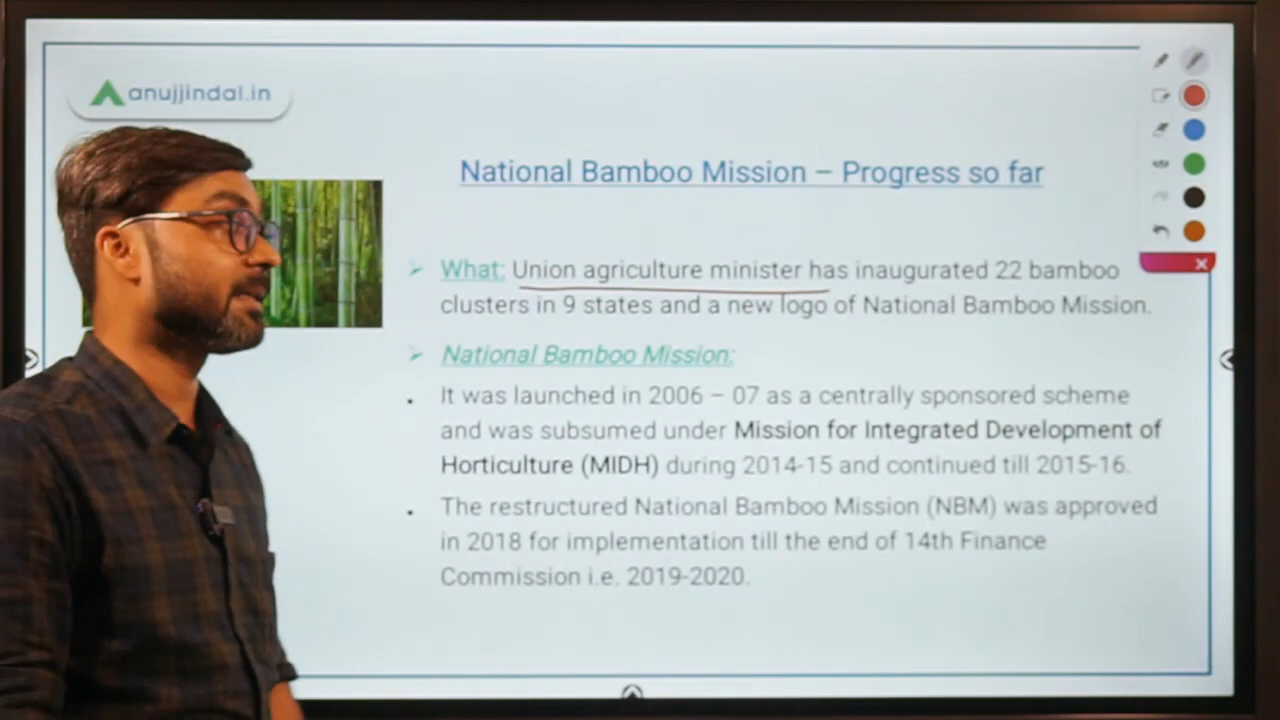 anujjindal.in
National Bamboo Mission – Progress so far
What: Union agriculture minister has inaugurated 22 bamboo
clusters in 9 states and a new logo of National Bamboo Mission.
National Bamboo Mission:
It was launched in 2006 – 07 as a centrally sponsored scheme
and was subsumed under Mission for Integrated Development of
Horticulture (MIDH) during 2014-15 and continued till 2015-16.
The restructured National Bamboo Mission (NBM) was approved
in 2018 for implementation till the end of 14th Finance
Commission i.e. 2019-2020.